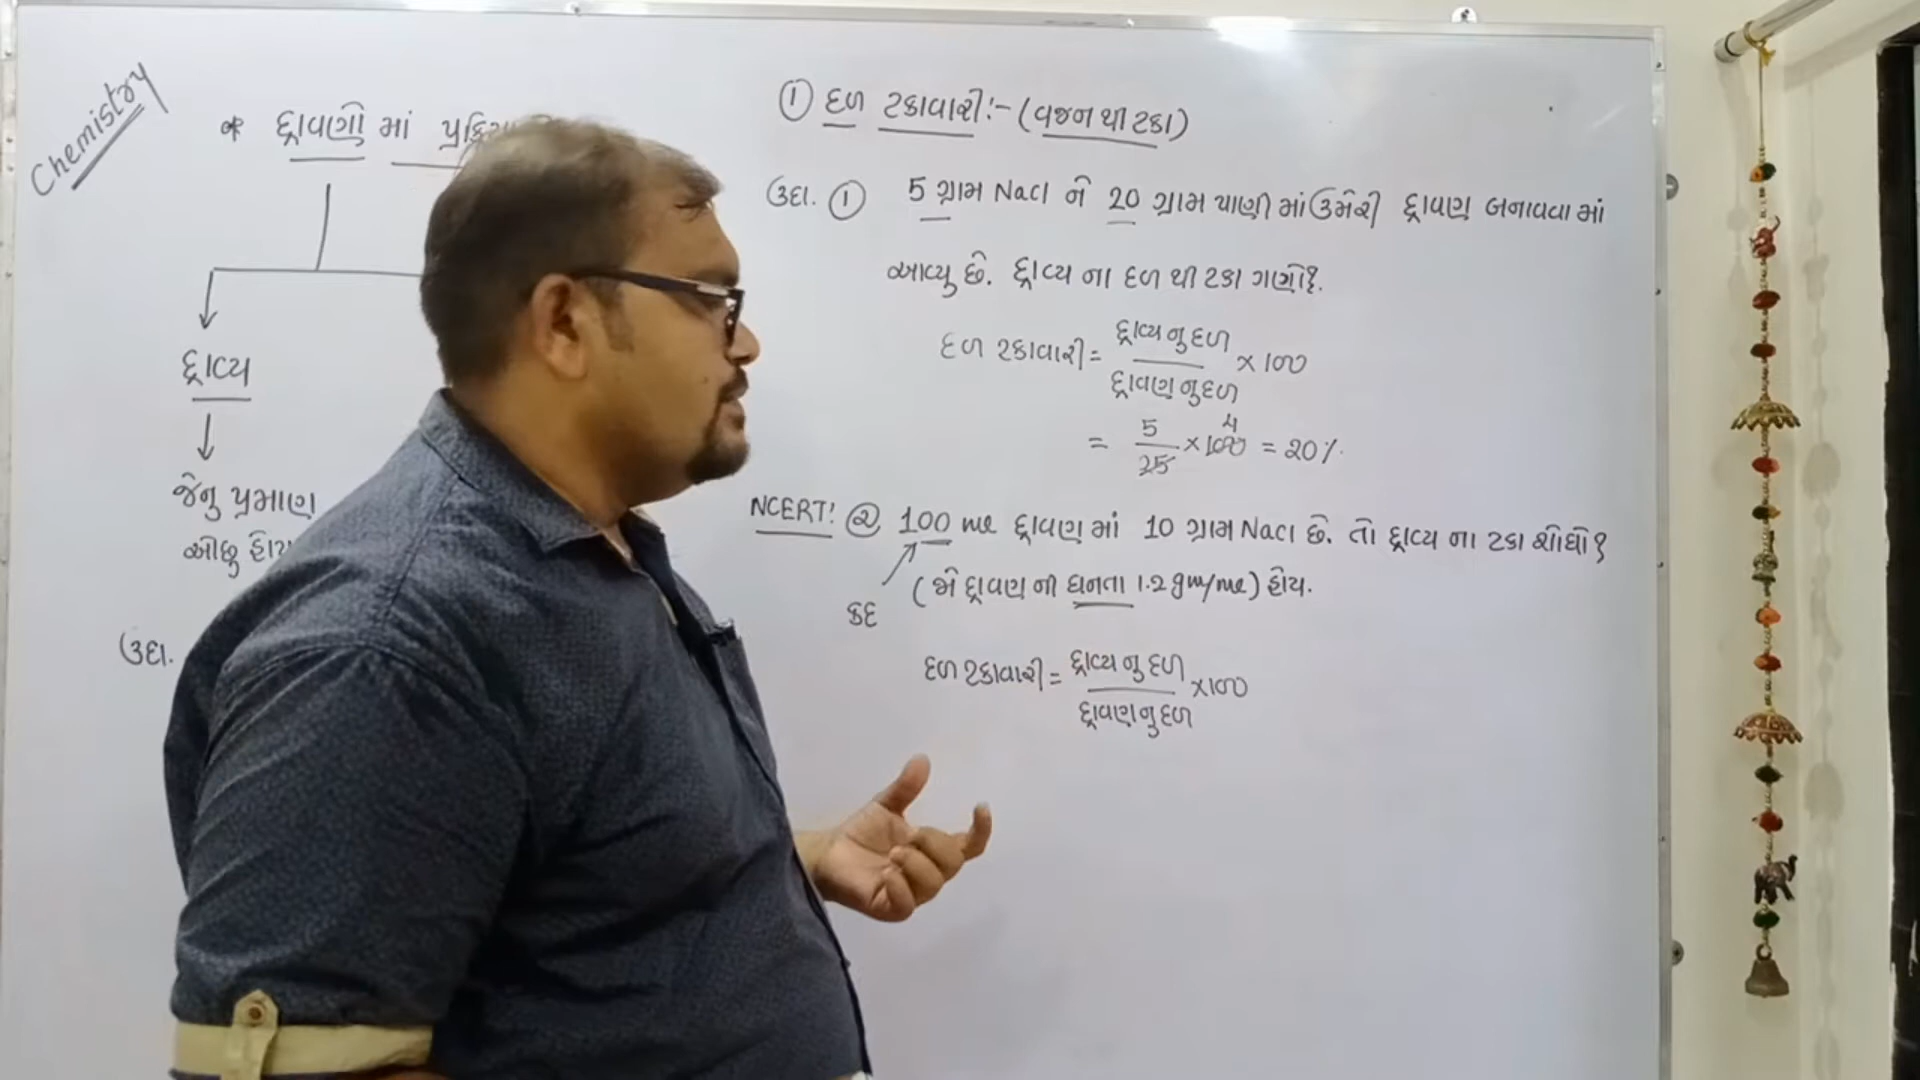 Chemistry
* દ્રાવણો માં
દ્રાવ્ય
જેનુ પ્રમાણ
ઓછુ
ઉદા.
① દળ ટકાવારી:- (વજન થી ટકા)
ઉદા. ① 5 ગ્રામ NaCl ને 20 ગ્રામ પાણી માં ઉમેરી દ્રાવણ બનાવવા માં
આવ્યુ છે. દ્રાવ્ય ના દળ થી ટકા ગણો?.
દળ ટકાવારી = દ્રાવ્ય નુ દળ / દ્રાવણ નુ દળ × 100
= 5/25 × 100 4 = 20%.
NCERT: ② 100 ml દ્રાવણ માં 10 ગ્રામ NaCl છે. તો દ્રાવ્ય ના ટકા શોધો?
(જો દ્રાવણ ની ઘનતા 1.2 gm/ml) હોય.
કદ
દળ ટકાવારી = દ્રાવ્ય નુ દળ / દ્રાવણ નુ દળ ×100